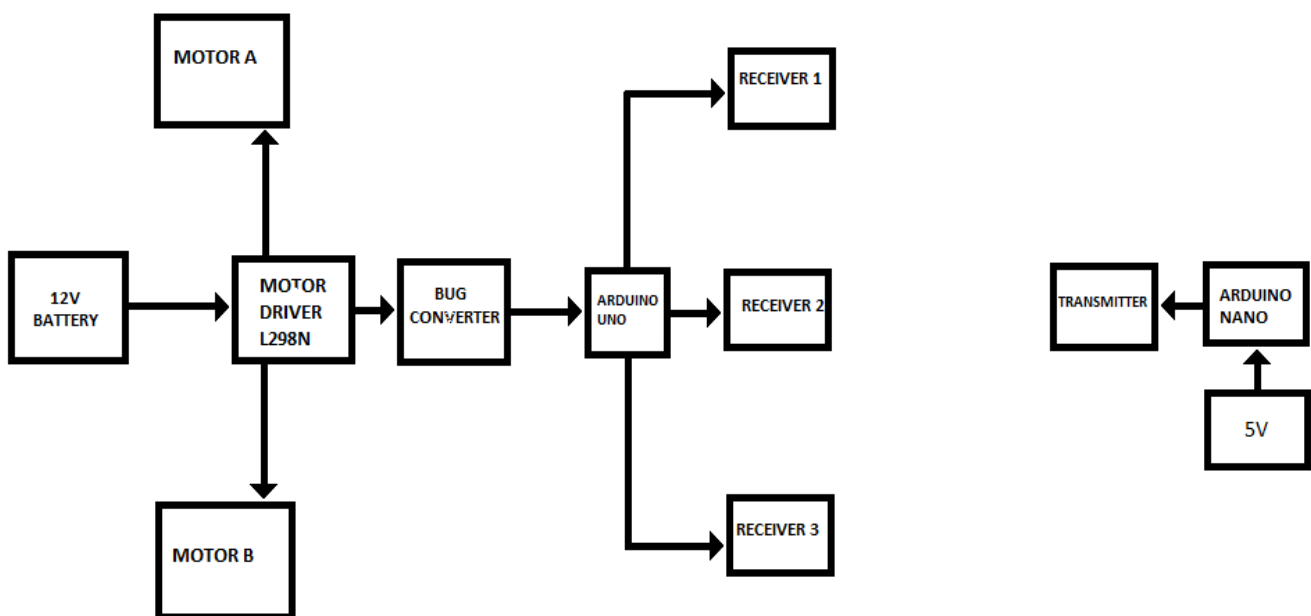 MOTOR A
RECEIVER 1
12V
BATTERY
MOTOR
DRIVER
L298N
BUG
CONVERTER
ARDUINO
UNO
RECEIVER 2
TRANSMITTER
ARDUINO
NANO
5V
MOTOR B
RECEIVER 3